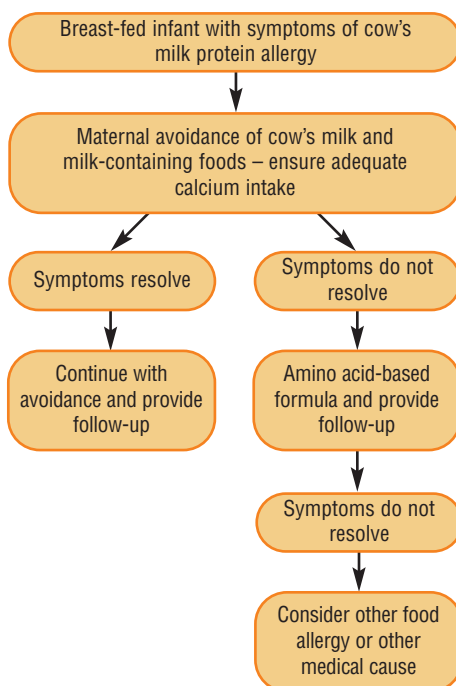 Breast-fed infant with symptoms of cow's
milk protein allergy
Maternal avoidance of cow's milk and
milk-containing foods – ensure adequate
calcium intake
Symptoms resolve
Continue with
avoidance and provide
follow-up
Symptoms do not
resolve
Amino acid-based
formula and provide
follow-up
Symptoms do not
resolve
Consider other food
allergy or other
medical cause